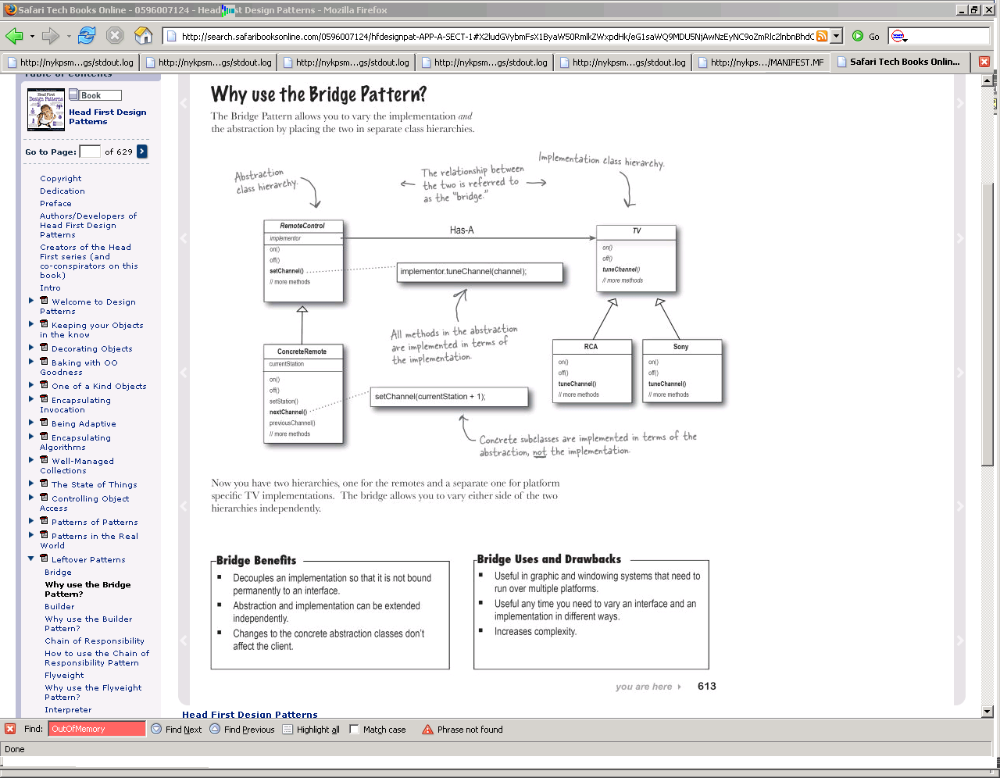 Safari Tech Books Online - 0596007124 - Head First Design Patterns - Mozilla Firefox
http://search.safaribooksonline.com/0596007124/hfdesignpat-APP-A-SECT-1#X2ludGVybmFsX1ByaW50RmlkZWxpdHk/eG1saWQ9MDU5NjAwNzEyNC9oZmRlc2lnbnBhdC
Go
http://nykpsm...gs/stdout.log
http://nykpsm...gs/stdout.log
http://nykpsm...gs/stdout.log
http://nykpsm...gs/stdout.log
http://nykpsm...gs/stdout.log
http://nykps.../MANIFEST.MF
Safari Tech Books Onlin...
Table of Contents
Book
Head First Design
Patterns
Go to Page:
of 629
Copyright
Dedication
Preface
Authors/Developers of
Head First Design
Patterns
Creators of the Head
First series (and
co-conspirators on this
book)
Intro
Welcome to Design
Patterns
Keeping your Objects
in the know
Decorating Objects
Baking with OO
Goodness
One of a Kind Objects
Encapsulating
Invocation
Being Adaptive
Encapsulating
Algorithms
Well-Managed
Collections
The State of Things
Controlling Object
Access
Patterns of Patterns
Patterns in the Real
World
Leftover Patterns
Bridge
Why use the Bridge
Pattern?
Builder
Why use the Builder
Pattern?
Chain of Responsibility
How to use the Chain of
Responsibility Pattern
Flyweight
Why use the Flyweight
Pattern?
Interpreter
Why use the Bridge Pattern?
The Bridge Pattern allows you to vary the implementation and
the abstraction by placing the two in separate class hierarchies.
Abstraction
class hierarchy.
The relationship between
the two is referred to
as the "bridge."
Implementation class hierarchy.
RemoteControl
implementor
on()
off()
setChannel()
// more methods
Has-A
TV
on()
off()
tuneChannel()
// more methods
implementor.tuneChannel(channel);
All methods in the abstraction
are implemented in terms of
the implementation.
ConcreteRemote
currentStation
on()
off()
setStation()
nextChannel()
previousChannel()
// more methods
RCA
on()
off()
tuneChannel()
// more methods
Sony
on()
off()
tuneChannel()
// more methods
setChannel(currentStation + 1);
Concrete subclasses are implemented in terms of the
abstraction, not the implementation.
Now you have two hierarchies, one for the remotes and a separate one for platform
specific TV implementations. The bridge allows you to vary either side of the two
hierarchies independently.
Bridge Benefits
Decouples an implementation so that it is not bound
permanently to an interface.
Abstraction and implementation can be extended
independently.
Changes to the concrete abstraction classes don't
affect the client.
Bridge Uses and Drawbacks
Useful in graphic and windowing systems that need to
run over multiple platforms.
Useful any time you need to vary an interface and an
implementation in different ways.
Increases complexity.
you are here
613
Head First Design Patterns
Find:
OutOfMemory
Find Next
Find Previous
Highlight all
Match case
Phrase not found
Done